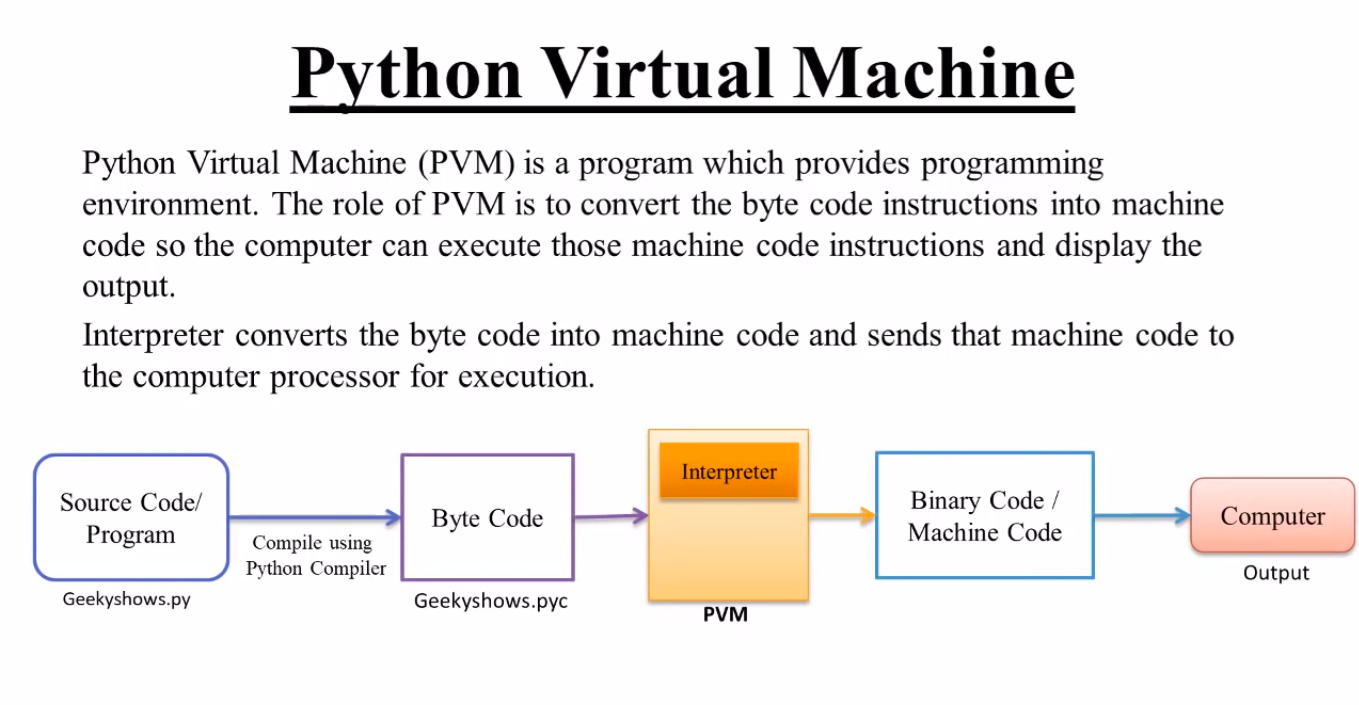 Python Virtual Machine
Python Virtual Machine (PVM) is a program which provides programming
environment. The role of PVM is to convert the byte code instructions into machine
code so the computer can execute those machine code instructions and display the
output.
Interpreter converts the byte code into machine code and sends that machine code to
the computer processor for execution.
Source Code/
Program
Geekyshows.py
Compile using
Python Compiler
Byte Code
Geekyshows.pyc
Interpreter
PVM
Binary Code /
Machine Code
Computer
Output